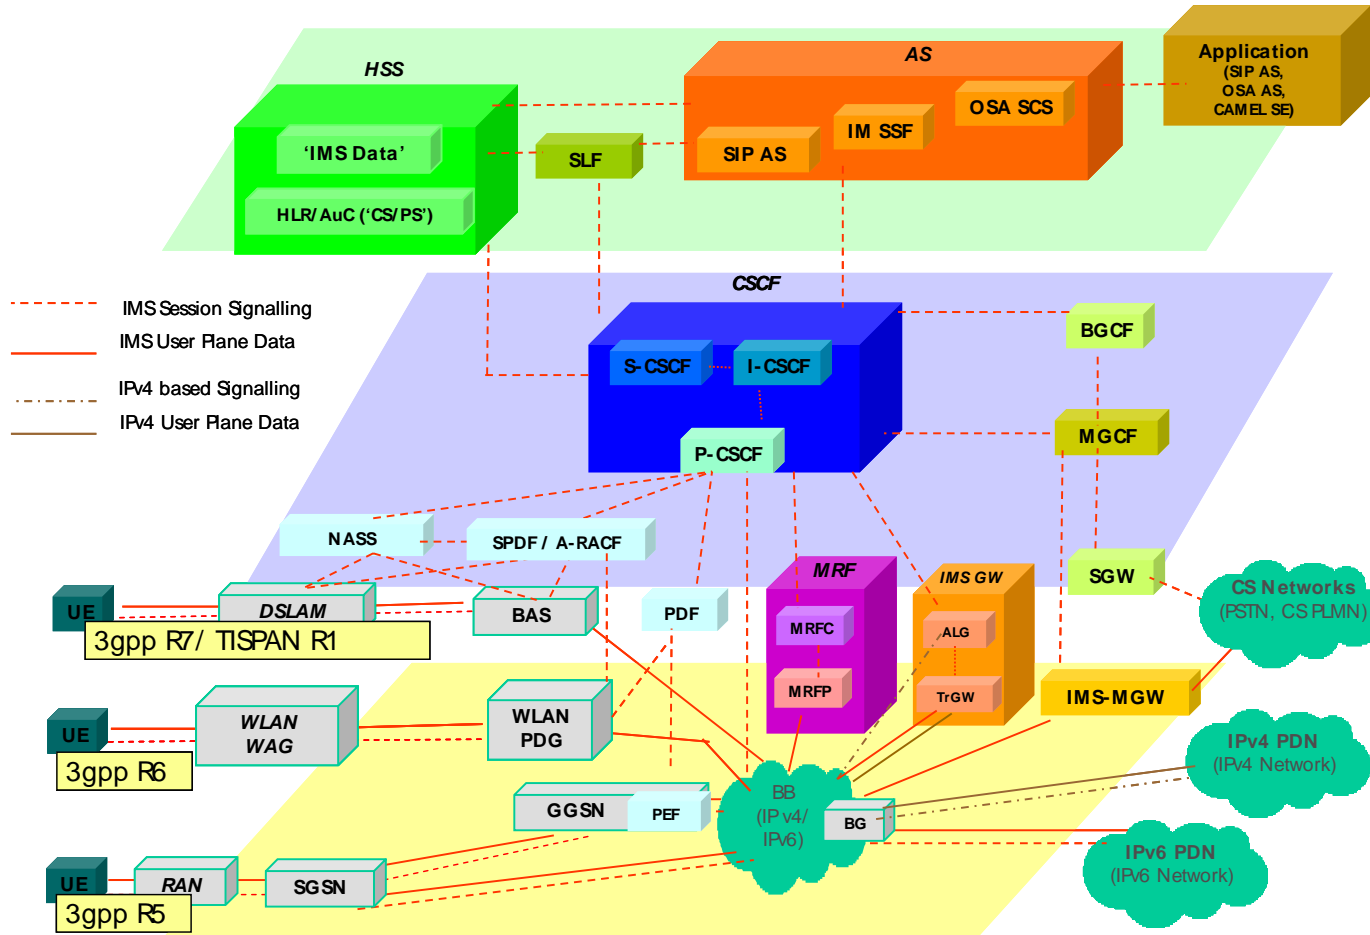 HSS
AS
Application
(SIP AS,
OSA AS,
CAMEL SE)
OSA SCS
IM SSF
SIP AS
'IMS Data'
SLF
HLR/AuC ('CS/PS')
CSCF
IMS Session Signalling
IMS User Plane Data
IPv4 based Signalling
IPv4 User Plane Data
BGCF
S-CSCF
I-CSCF
MGCF
P-CSCF
NASS
SPDF / A-RACF
MRF
IMS GW
SGW
CS Networks
(PSTN, CS PLMN)
UE
DSLAM
BAS
PDF
MRFC
ALG
3gpp R7/ TISPAN R1
MRFP
TrGW
IMS-MGW
UE
WLAN
WAG
WLAN
PDG
3gpp R6
IPv4 PDN
(IPv4 Network)
GGSN
PEF
BB
(IPv4/
IPv6)
BG
IPv6 PDN
(IPv6 Network)
UE
RAN
SGSN
3gpp R5